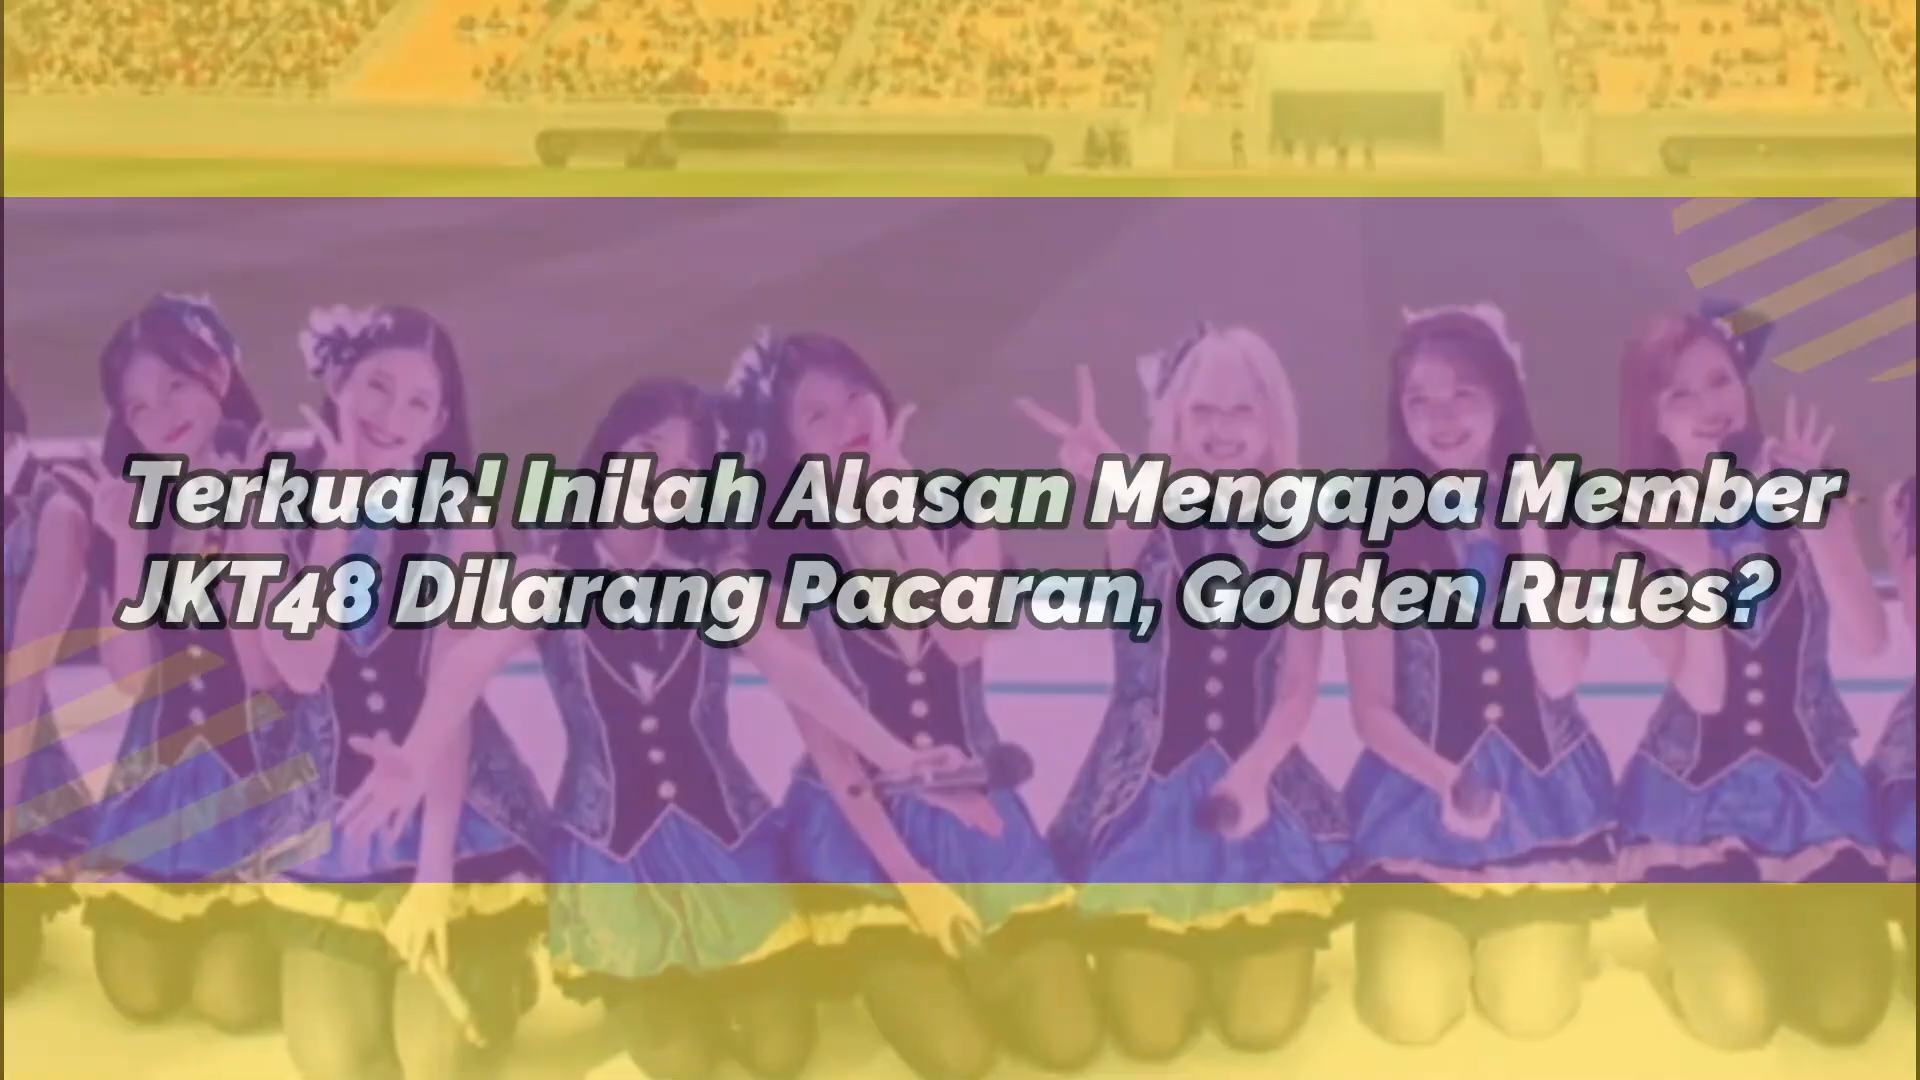 Terkuak! Inilah Alasan Mengapa Member
JKT48 Dilarang Pacaran, Golden Rules?